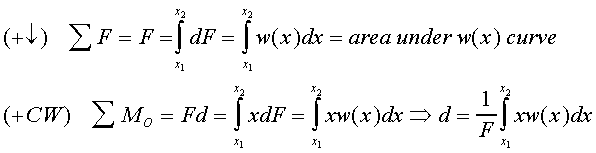 (+↓) ∑ F = F = ∫_{x₁}^{x₂} dF = ∫_{x₁}^{x₂} w(x)dx = area under w(x) curve
(+CW) ∑ M_O = Fd = ∫_{x₁}^{x₂} xdF = ∫_{x₁}^{x₂} xw(x)dx ⇒ d = \frac{1}{F} ∫_{x₁}^{x₂} xw(x)dx